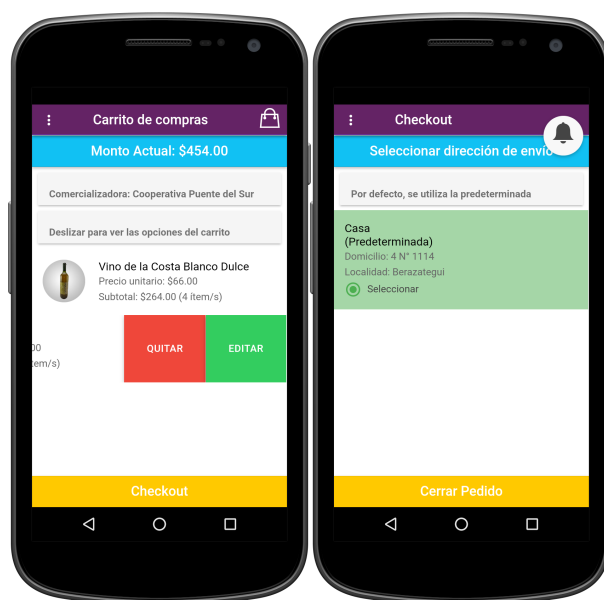 Carrito de compras
Monto Actual: $454.00
Comercializadora: Cooperativa Puente del Sur
Deslizar para ver las opciones del carrito
Vino de la Costa Blanco Dulce
Precio unitario: $66.00
Subtotal: $264.00 (4 ítem/s)
00
tem/s)
QUITAR
EDITAR
Checkout
Checkout
Seleccionar dirección de envío
Por defecto, se utiliza la predeterminada
Casa
(Predeterminada)
Domicilio: 4 N° 1114
Localidad: Berazategui
Seleccionar
Cerrar Pedido